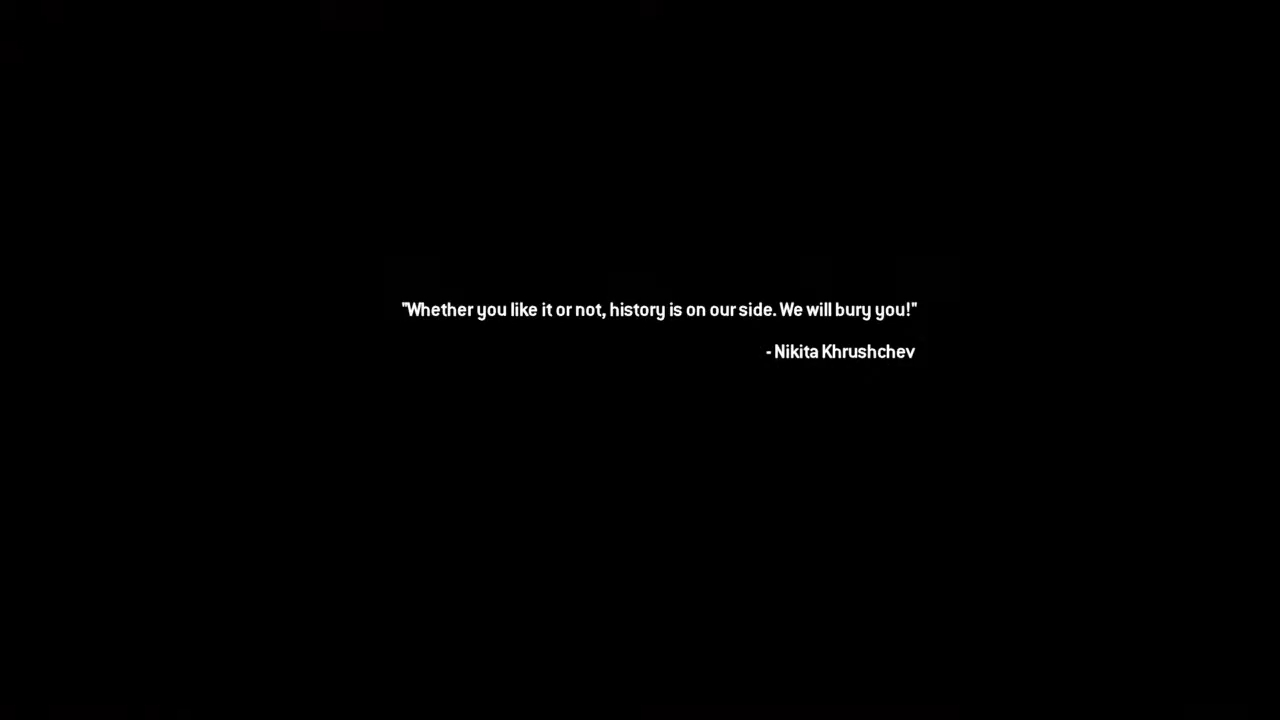 "Whether you like it or not, history is on our side. We will bury you!"
- Nikita Khrushchev